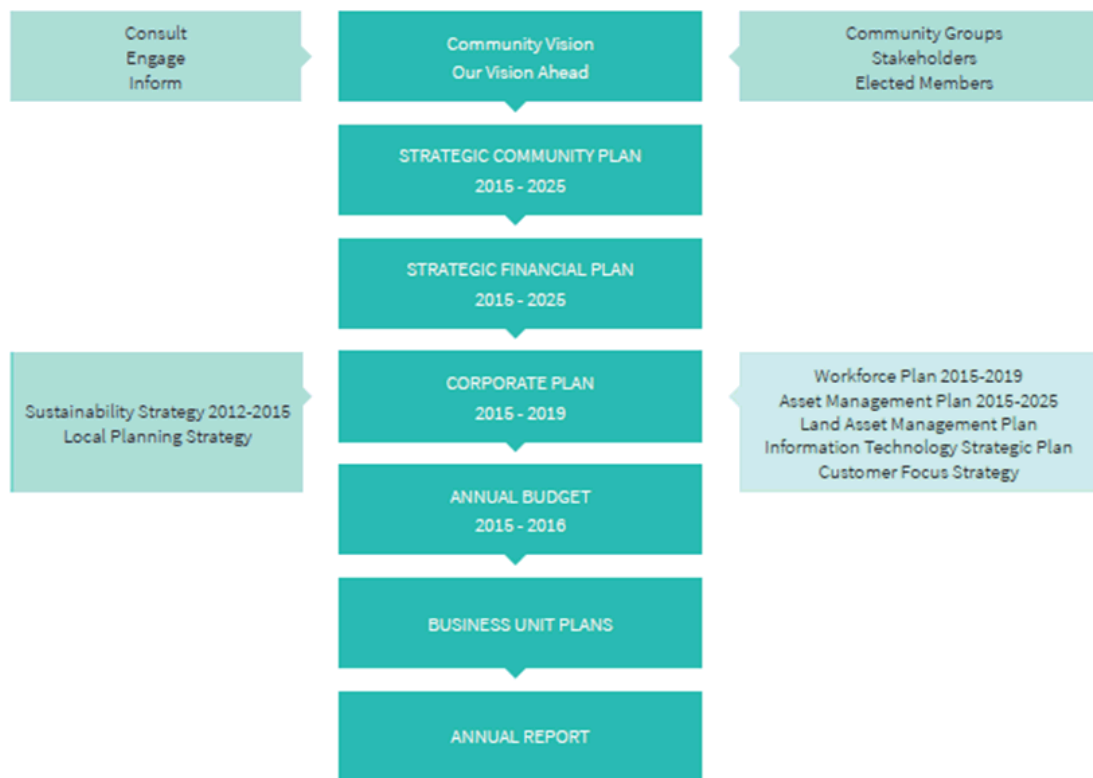 Consult
Engage
Inform
Community Vision
Our Vision Ahead
Community Groups
Stakeholders
Elected Members
STRATEGIC COMMUNITY PLAN
2015 - 2025
STRATEGIC FINANCIAL PLAN
2015 - 2025
Sustainability Strategy 2012-2015
Local Planning Strategy
CORPORATE PLAN
2015 - 2019
Workforce Plan 2015-2019
Asset Management Plan 2015-2025
Land Asset Management Plan
Information Technology Strategic Plan
Customer Focus Strategy
ANNUAL BUDGET
2015 - 2016
BUSINESS UNIT PLANS
ANNUAL REPORT